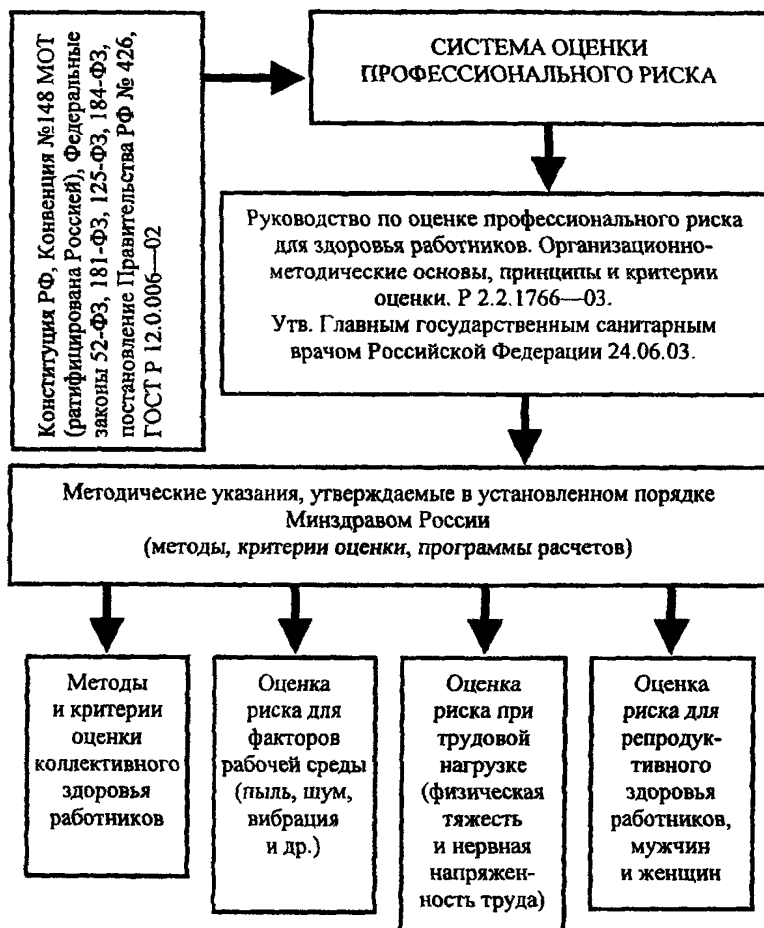 Конституция РФ, Конвенция №148 МОТ
(ратифицирована Россией), Федеральные
законы 52-ФЗ, 181-ФЗ, 125-ФЗ, 184-ФЗ,
постановление Правительства РФ № 426,
ГОСТ Р 12.0.006—02
СИСТЕМА ОЦЕНКИ
ПРОФЕССИОНАЛЬНОГО РИСКА
Руководство по оценке профессионального риска
для здоровья работников. Организационно-
методические основы, принципы и критерии
оценки. Р 2.2.1766—03.
Утв. Главным государственным санитарным
врачом Российской Федерации 24.06.03.
Методические указания, утверждаемые в установленном порядке
Минздравом России
(методы, критерии оценки, программы расчетов)
Методы
и критерии
оценки
коллективного
здоровья
работников
Оценка
риска для
факторов
рабочей среды
(пыль, шум,
вибрация
и др.)
Оценка
риска при
трудовой
нагрузке
(физическая
тяжесть
и нервная
напряжен-
ность труда)
Оценка
риска для
репродук-
тивного
здоровья
работников,
мужчин
и женщин